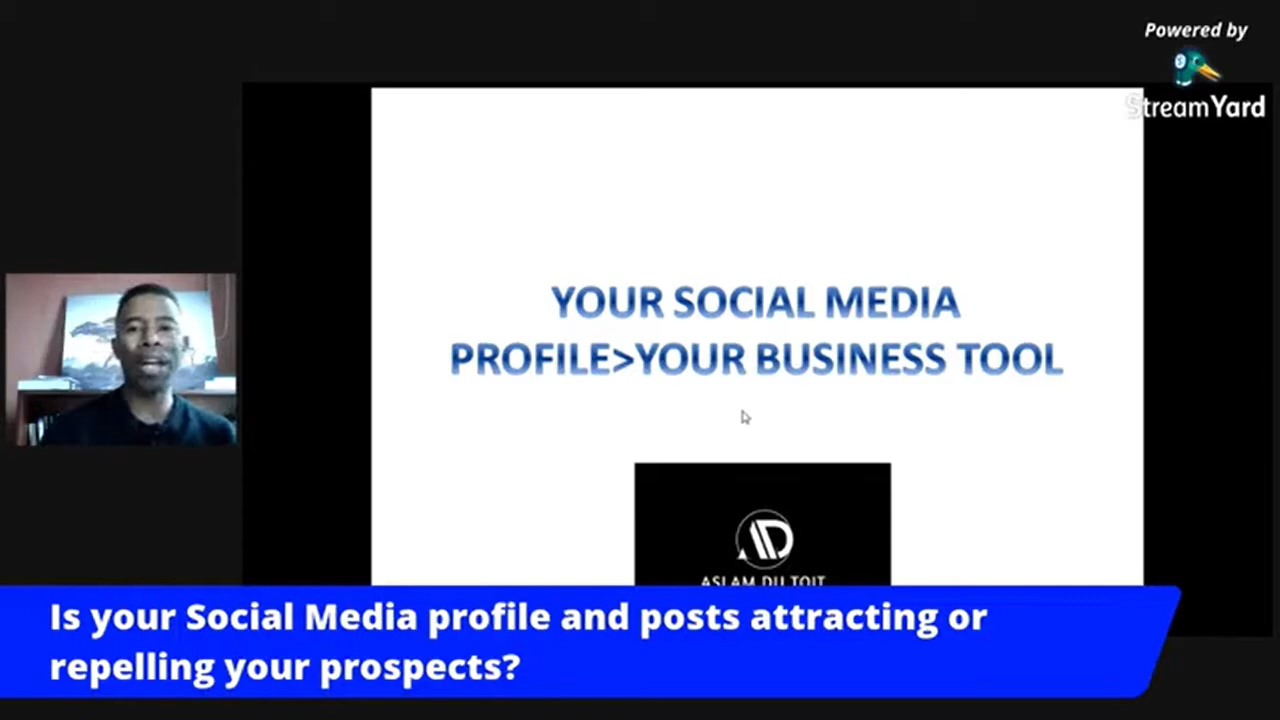 Powered by
StreamYard
YOUR SOCIAL MEDIA
PROFILE>YOUR BUSINESS TOOL
AD
ASLAM DU TOIT
Is your Social Media profile and posts attracting or
repelling your prospects?